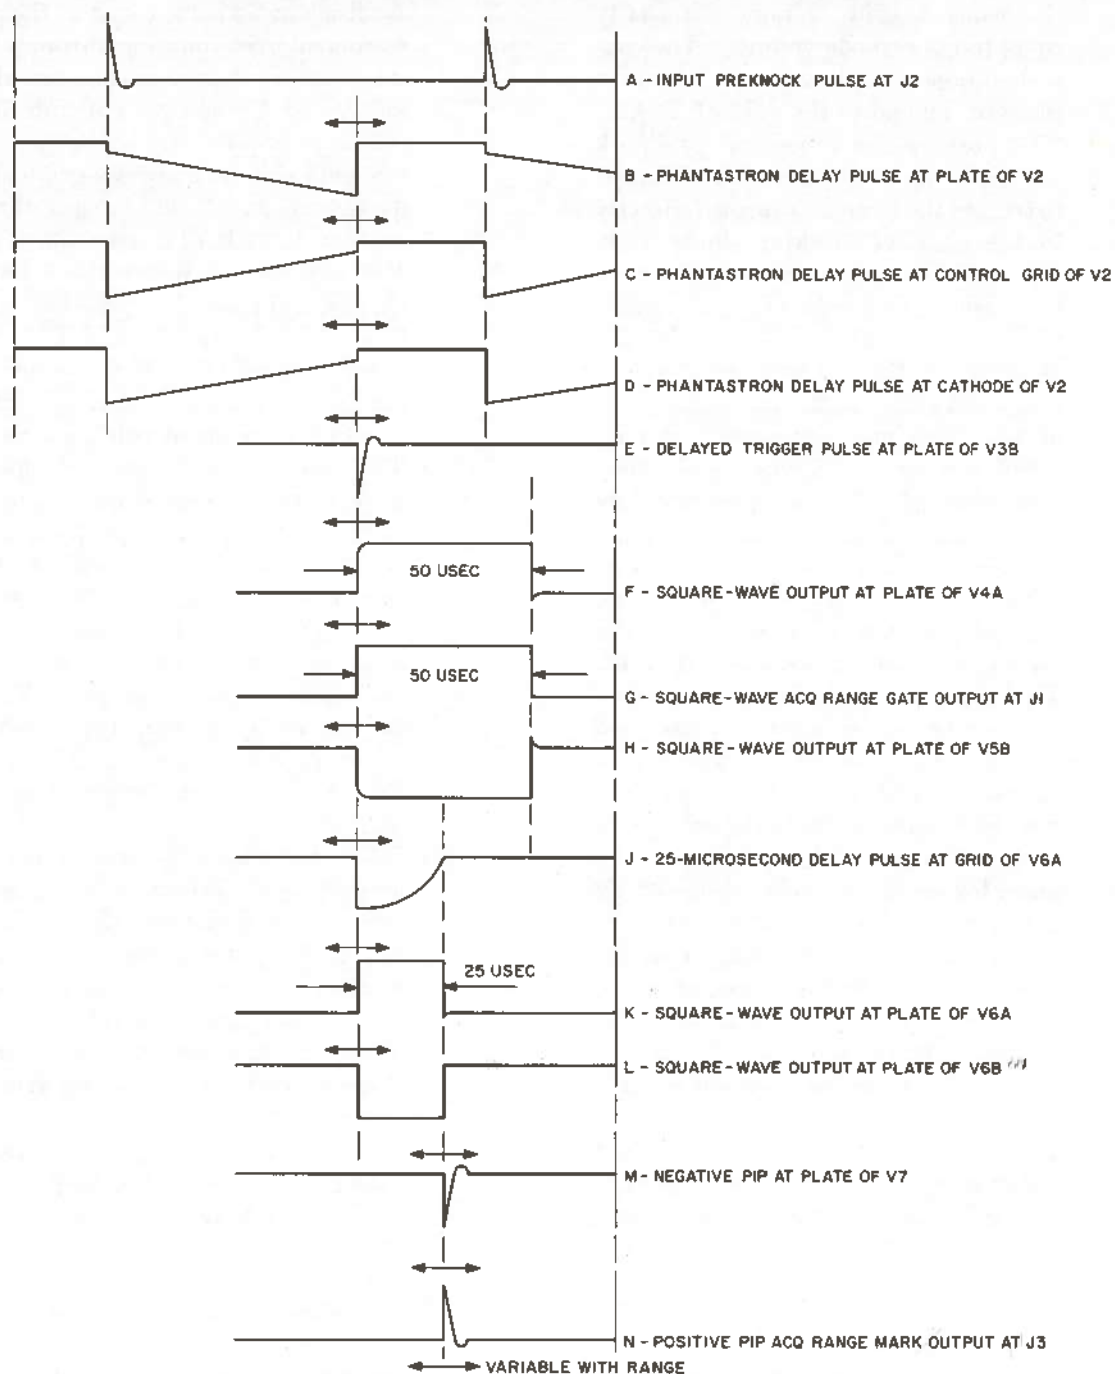 A - INPUT PREKNOCK PULSE AT J2
B - PHANTASTRON DELAY PULSE AT PLATE OF V2
C - PHANTASTRON DELAY PULSE AT CONTROL GRID OF V2
D - PHANTASTRON DELAY PULSE AT CATHODE OF V2
E - DELAYED TRIGGER PULSE AT PLATE OF V3B
50 USEC
F - SQUARE-WAVE OUTPUT AT PLATE OF V4A
50 USEC
G - SQUARE-WAVE ACQ RANGE GATE OUTPUT AT J1
H - SQUARE-WAVE OUTPUT AT PLATE OF V5B
J - 25-MICROSECOND DELAY PULSE AT GRID OF V6A
25 USEC
K - SQUARE-WAVE OUTPUT AT PLATE OF V6A
L - SQUARE-WAVE OUTPUT AT PLATE OF V6B
M - NEGATIVE PIP AT PLATE OF V7
N - POSITIVE PIP ACQ RANGE MARK OUTPUT AT J3
VARIABLE WITH RANGE